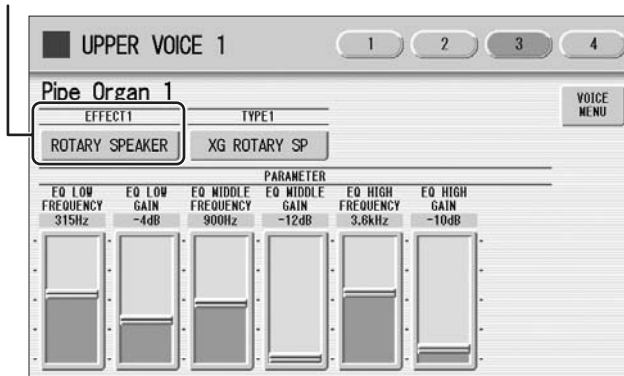 UPPER VOICE 1
1 2 3 4
Pipe Organ 1
VOICE
MENU
EFFECT1 TYPE1
ROTARY SPEAKER XG ROTARY SP
PARAMETER
EQ LOW EQ LOW EQ MIDDLE EQ MIDDLE EQ HIGH EQ HIGH
FREQUENCY GAIN FREQUENCY GAIN FREQUENCY GAIN
315Hz -4dB 900Hz -12dB 3.6kHz -10dB